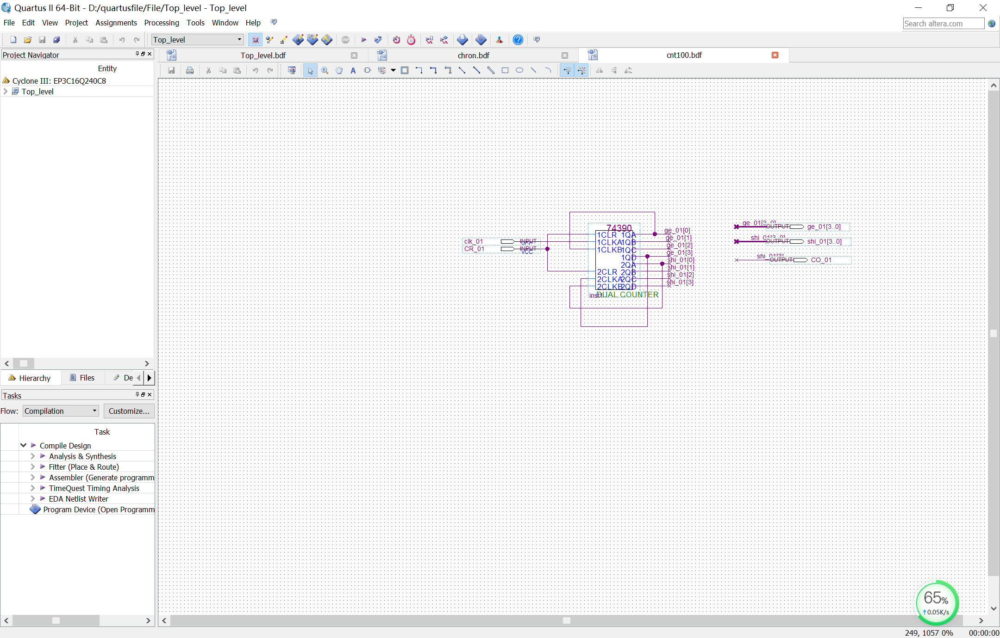 Quartus II 64-Bit - D:/quartusfile/File/Top_level - Top_level
File Edit View Project Assignments Processing Tools Window Help
Search altera.com
Top_level
STOP
Project Navigator
Top_level.bdf
chron.bdf
cnt100.bdf
Entity
Cyclone III: EP3C16Q240C8
Top_level
Hierarchy
Files
De
Tasks
Flow: Compilation Customize...
Task
Compile Design
Analysis & Synthesis
Fitter (Place & Route)
Assembler (Generate programm
TimeQuest Timing Analysis
EDA Netlist Writer
Program Device (Open Programm
clk_01 INPUT VCC
CR_01 INPUT VCC
74390
1CLR 1QA ge_01[0]
1CLKA 1QB ge_01[1]
1CLKB 1QC ge_01[2]
1QD ge_01[3]
2QA shi_01[0]
2CLR 2QB shi_01[1]
2CLKA 2QC shi_01[2]
2CLKB 2QD shi_01[3]
inst1 DUAL COUNTER
ge_01[3..0] OUTPUT ge_01[3..0]
shi_01[3..0] OUTPUT shi_01[3..0]
shi_01[3] OUTPUT CO_01
65%
0.05K/s
249, 1057 0% 00:00:00